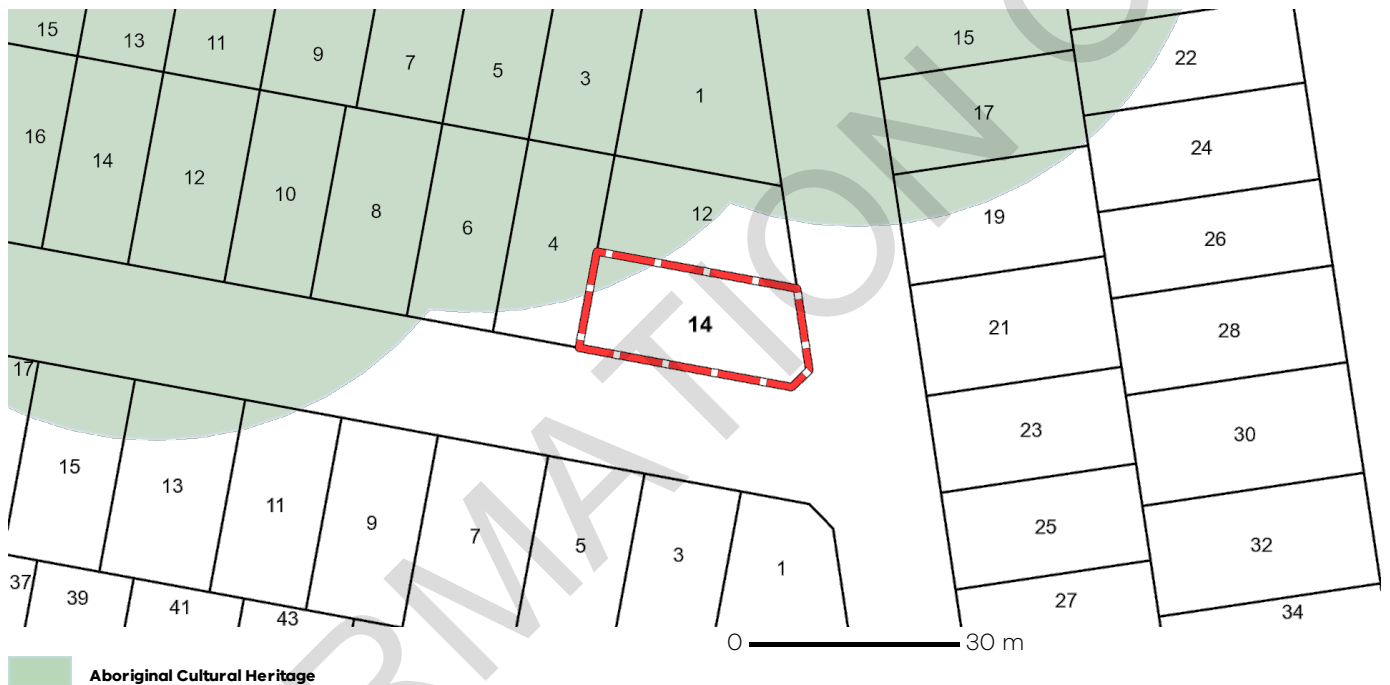 15 13 11 9 7 5 3 1 15 22
16 14 12 10 8 6 4 12 17 24
19 26
14
21 28
17
15 13 11 9 7 5 3 1 23 30
25 32
37 39 41 43 27 34
0 30 m
Aboriginal Cultural Heritage
RMATION O